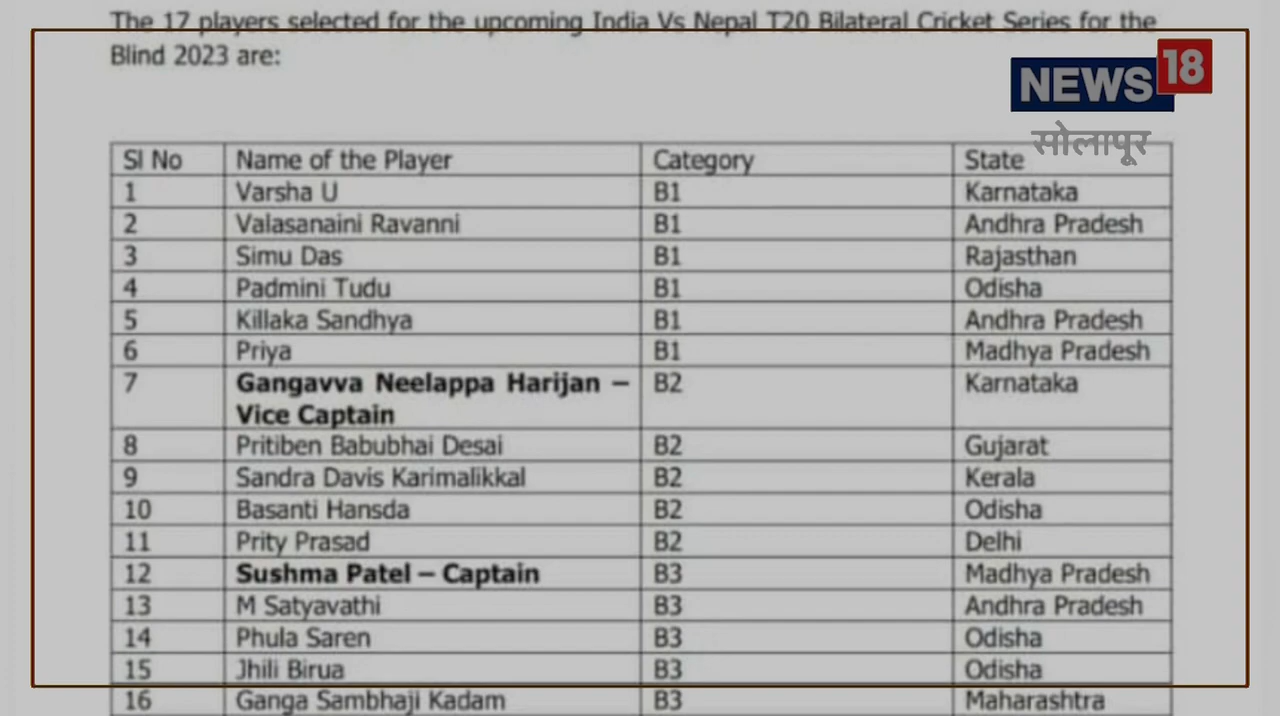 The 17 players selected for the upcoming India Vs Nepal T20 Bilateral Cricket Series for the
Blind 2023 are:
NEWS 18
सोलापूर
Sl No Name of the Player Category State
1 Varsha U B1 Karnataka
2 Valasanaini Ravanni B1 Andhra Pradesh
3 Simu Das B1 Rajasthan
4 Padmini Tudu B1 Odisha
5 Killaka Sandhya B1 Andhra Pradesh
6 Priya B1 Madhya Pradesh
7 Gangavva Neelappa Harijan – B2 Karnataka
Vice Captain
8 Pritiben Babubhai Desai B2 Gujarat
9 Sandra Davis Karimalikkal B2 Kerala
10 Basanti Hansda B2 Odisha
11 Prity Prasad B2 Delhi
12 Sushma Patel – Captain B3 Madhya Pradesh
13 M Satyavathi B3 Andhra Pradesh
14 Phula Saren B3 Odisha
15 Jhili Birua B3 Odisha
16 Ganga Sambhaji Kadam B3 Maharashtra